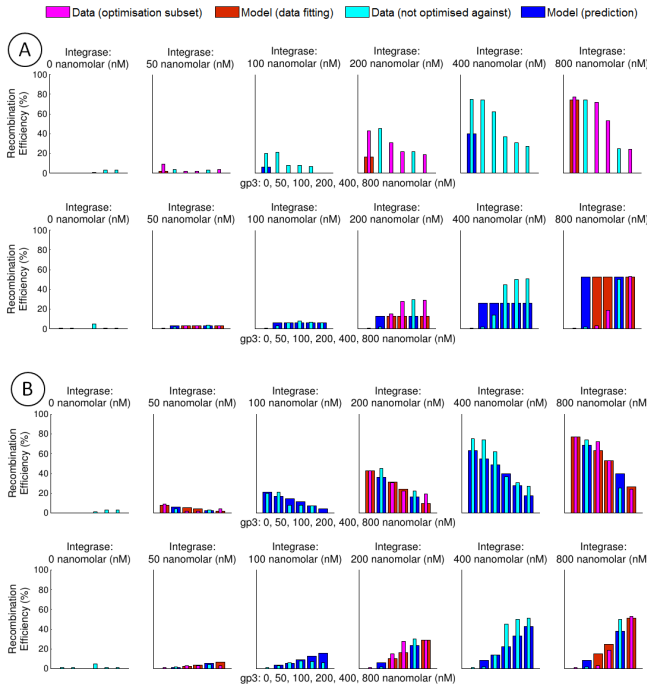 Data (optimisation subset) Model (data fitting) Data (not optimised against) Model (prediction)
A
Integrase: Integrase: Integrase: Integrase: Integrase: Integrase:
0 nanomolar (nM) 50 nanomolar (nM) 100 nanomolar (nM) 200 nanomolar (nM) 400 nanomolar (nM) 800 nanomolar (nM)
Recombination
Efficiency (%)
100
80
60
40
20
0
gp3: 0, 50, 100, 200, 400, 800 nanomolar (nM)
Integrase: Integrase: Integrase: Integrase: Integrase: Integrase:
0 nanomolar (nM) 50 nanomolar (nM) 100 nanomolar (nM) 200 nanomolar (nM) 400 nanomolar (nM) 800 nanomolar (nM)
Recombination
Efficiency (%)
100
80
60
40
20
0
gp3: 0, 50, 100, 200, 400, 800 nanomolar (nM)
B
Integrase: Integrase: Integrase: Integrase: Integrase: Integrase:
0 nanomolar (nM) 50 nanomolar (nM) 100 nanomolar (nM) 200 nanomolar (nM) 400 nanomolar (nM) 800 nanomolar (nM)
Recombination
Efficiency (%)
100
80
60
40
20
0
gp3: 0, 50, 100, 200, 400, 800 nanomolar (nM)
Integrase: Integrase: Integrase: Integrase: Integrase: Integrase:
0 nanomolar (nM) 50 nanomolar (nM) 100 nanomolar (nM) 200 nanomolar (nM) 400 nanomolar (nM) 800 nanomolar (nM)
Recombination
Efficiency (%)
100
80
60
40
20
0
gp3: 0, 50, 100, 200, 400, 800 nanomolar (nM)